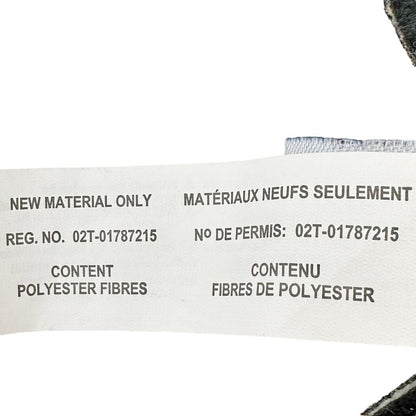 NEW MATERIAL ONLY
REG. NO. 02T-01787215
CONTENT
POLYESTER FIBRES
MATÉRIAUX NEUFS SEULEMENT
Nº DE PERMIS: 02T-01787215
CONTENU
FIBRES DE POLYESTER